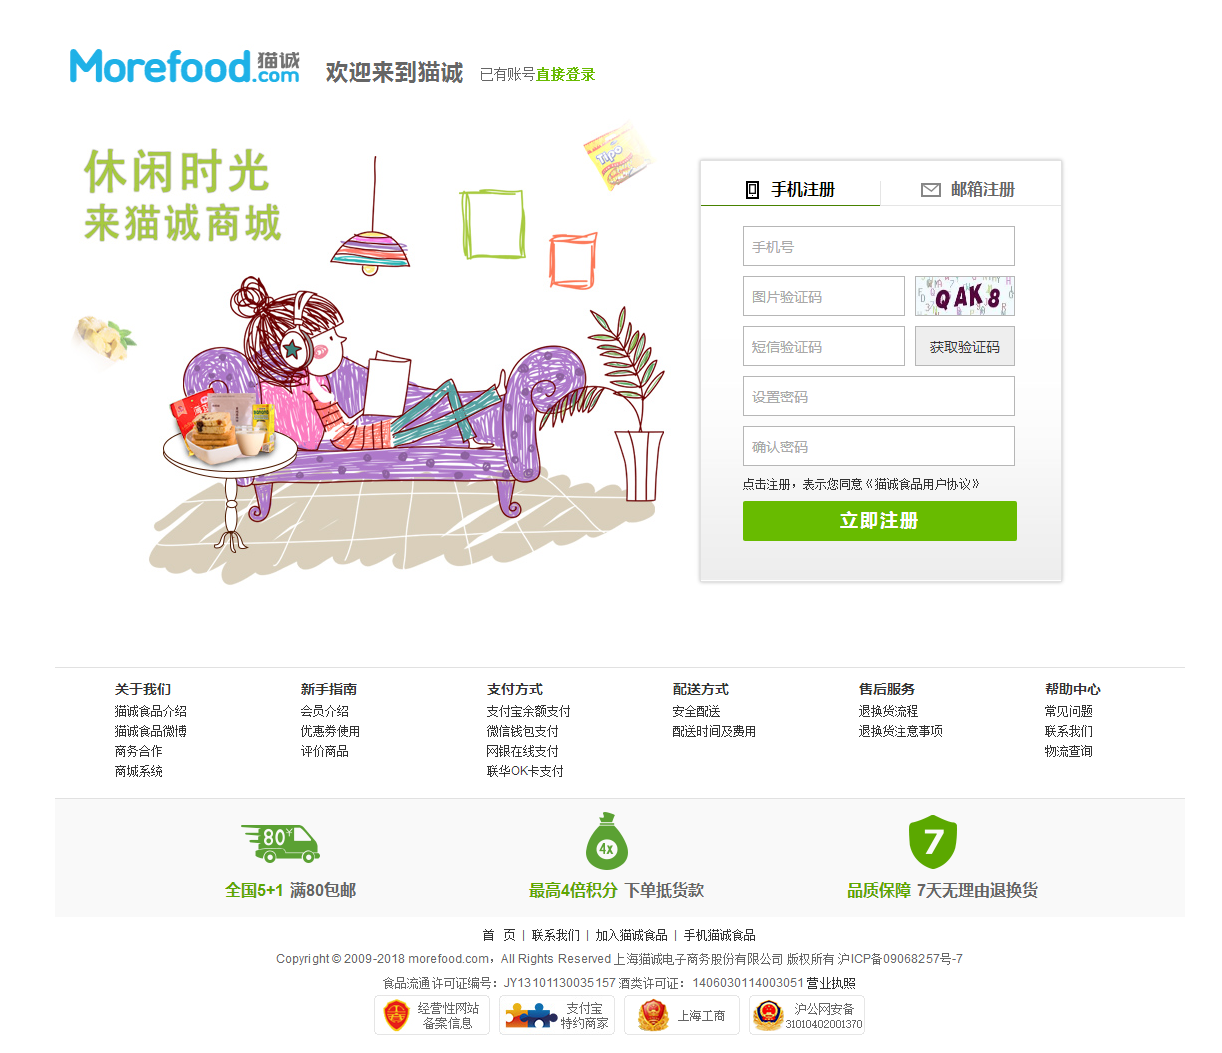 Morefood.com 猫诚 欢迎来到猫诚 已有账号直接登录
休闲时光
来猫诚商城
Tipo
手机注册 邮箱注册
手机号
图片验证码 QAK8
短信验证码 获取验证码
设置密码
确认密码
点击注册，表示您同意《猫诚食品用户协议》
立即注册
关于我们 新手指南 支付方式 配送方式 售后服务 帮助中心
猫诚食品介绍 会员介绍 支付宝余额支付 安全配送 退换货流程 常见问题
猫诚食品微博 优惠劵使用 微信钱包支付 配送时间及费用 退换货注意事项 联系我们
商务合作 评价商品 网银在线支付 物流查询
商城系统 联华OK卡支付
80¥ 4x 7
全国5+1 满80包邮 最高4倍积分 下单抵货款 品质保障 7天无理由退换货
首 页 | 联系我们 | 加入猫诚食品 | 手机猫诚食品
Copyright © 2009-2018 morefood.com，All Rights Reserved 上海猫诚电子商务股份有限公司 版权所有 沪ICP备09068257号-7
食品流通许可证编号：JY13101130035157 酒类许可证：1406030114003051 营业执照
经营性网站 支付宝 上海工商 沪公网安备
备案信息 特约商家 31010402001370